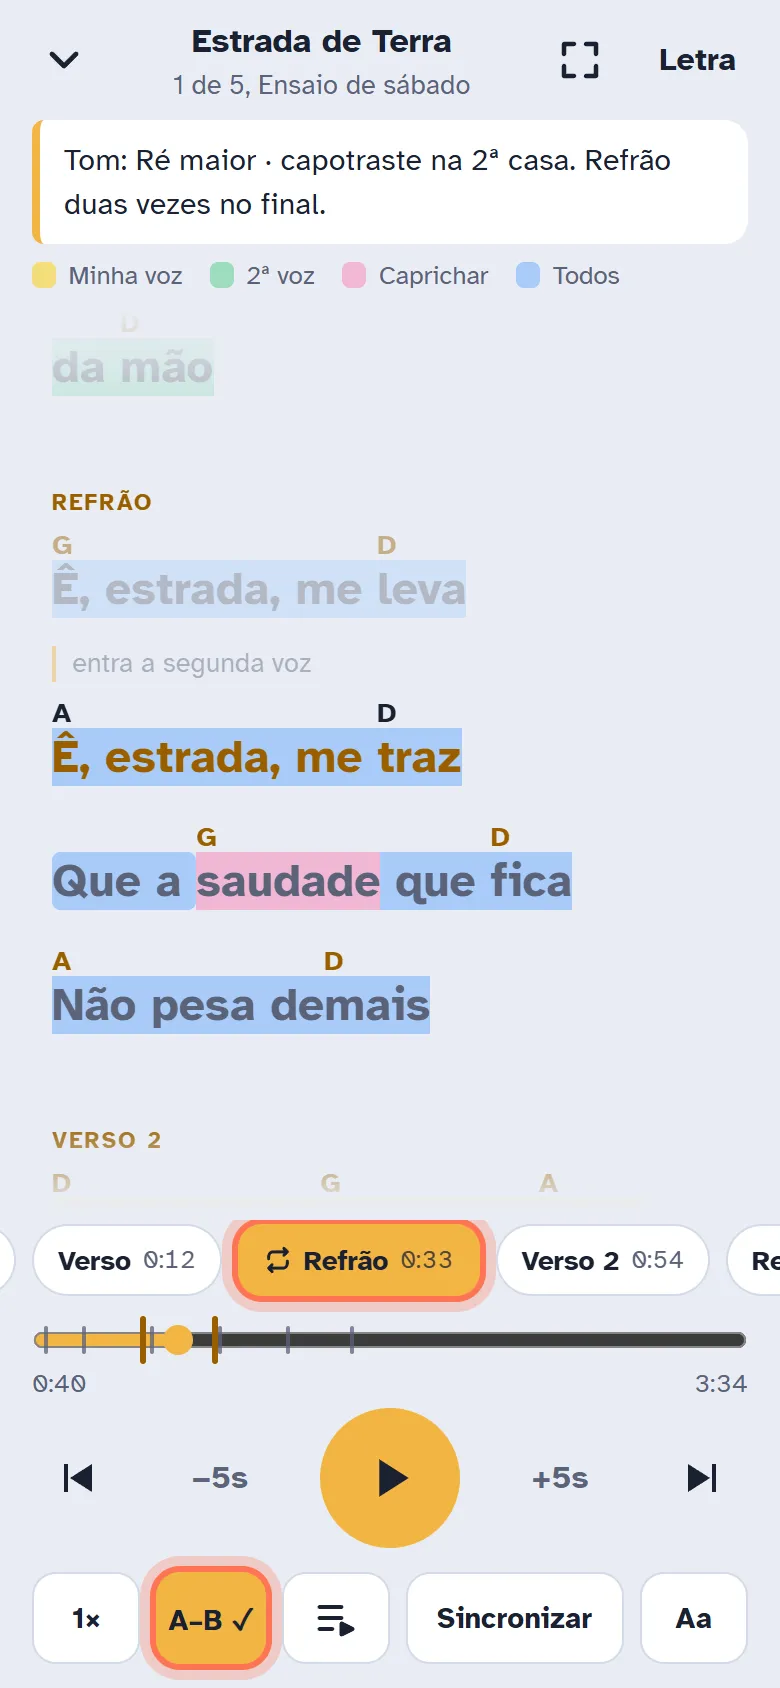 Estrada de Terra
1 de 5, Ensaio de sábado
Letra
Tom: Ré maior · capotraste na 2ª casa. Refrão
duas vezes no final.
Minha voz 2ª voz Caprichar Todos
D
da mão
REFRÃO
G D
Ê, estrada, me leva
entra a segunda voz
A D
Ê, estrada, me traz
G D
Que a saudade que fica
A D
Não pesa demais
VERSO 2
D G A
Verso 0:12 Refrão 0:33 Verso 2 0:54 Re
0:40 3:34
–5s +5s
1× A–B ✓ Sincronizar Aa